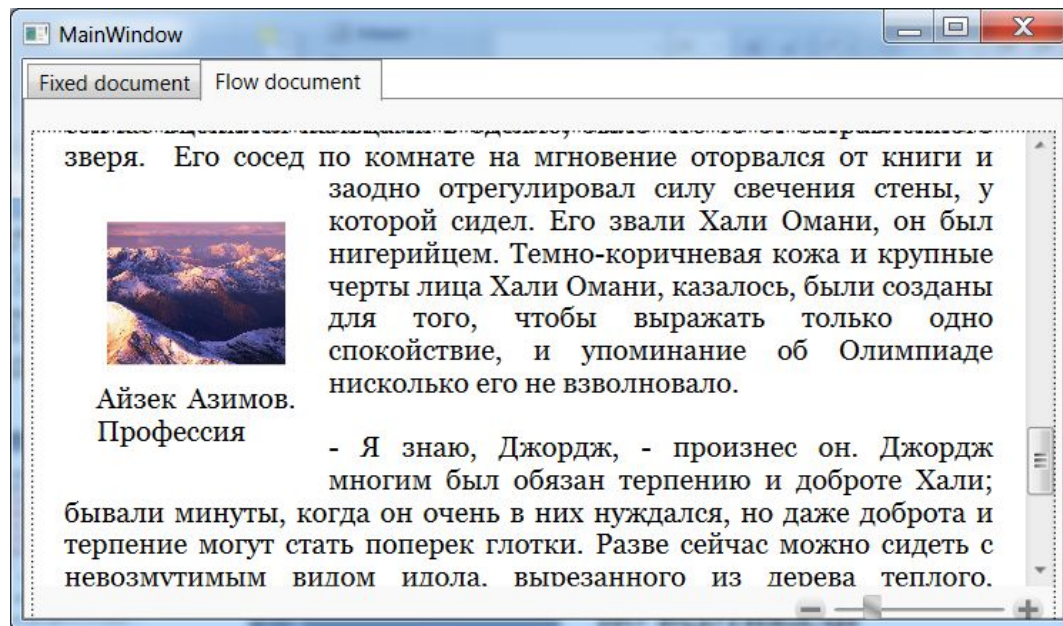 MainWindow
Fixed document
Flow document
зверя. Его сосед по комнате на мгновение оторвался от книги и
заодно отрегулировал силу свечения стены, у
которой сидел. Его звали Хали Омани, он был
нигерийцем. Темно-коричневая кожа и крупные
черты лица Хали Омани, казалось, были созданы
для того, чтобы выражать только одно
спокойствие, и упоминание об Олимпиаде
нисколько его не взволновало.
Айзек Азимов.
Профессия
- Я знаю, Джордж, - произнес он. Джордж
многим был обязан терпению и доброте Хали;
бывали минуты, когда он очень в них нуждался, но даже доброта и
терпение могут стать поперек глотки. Разве сейчас можно сидеть с
невозмутимым видом идола, вырезанного из дерева теплого,